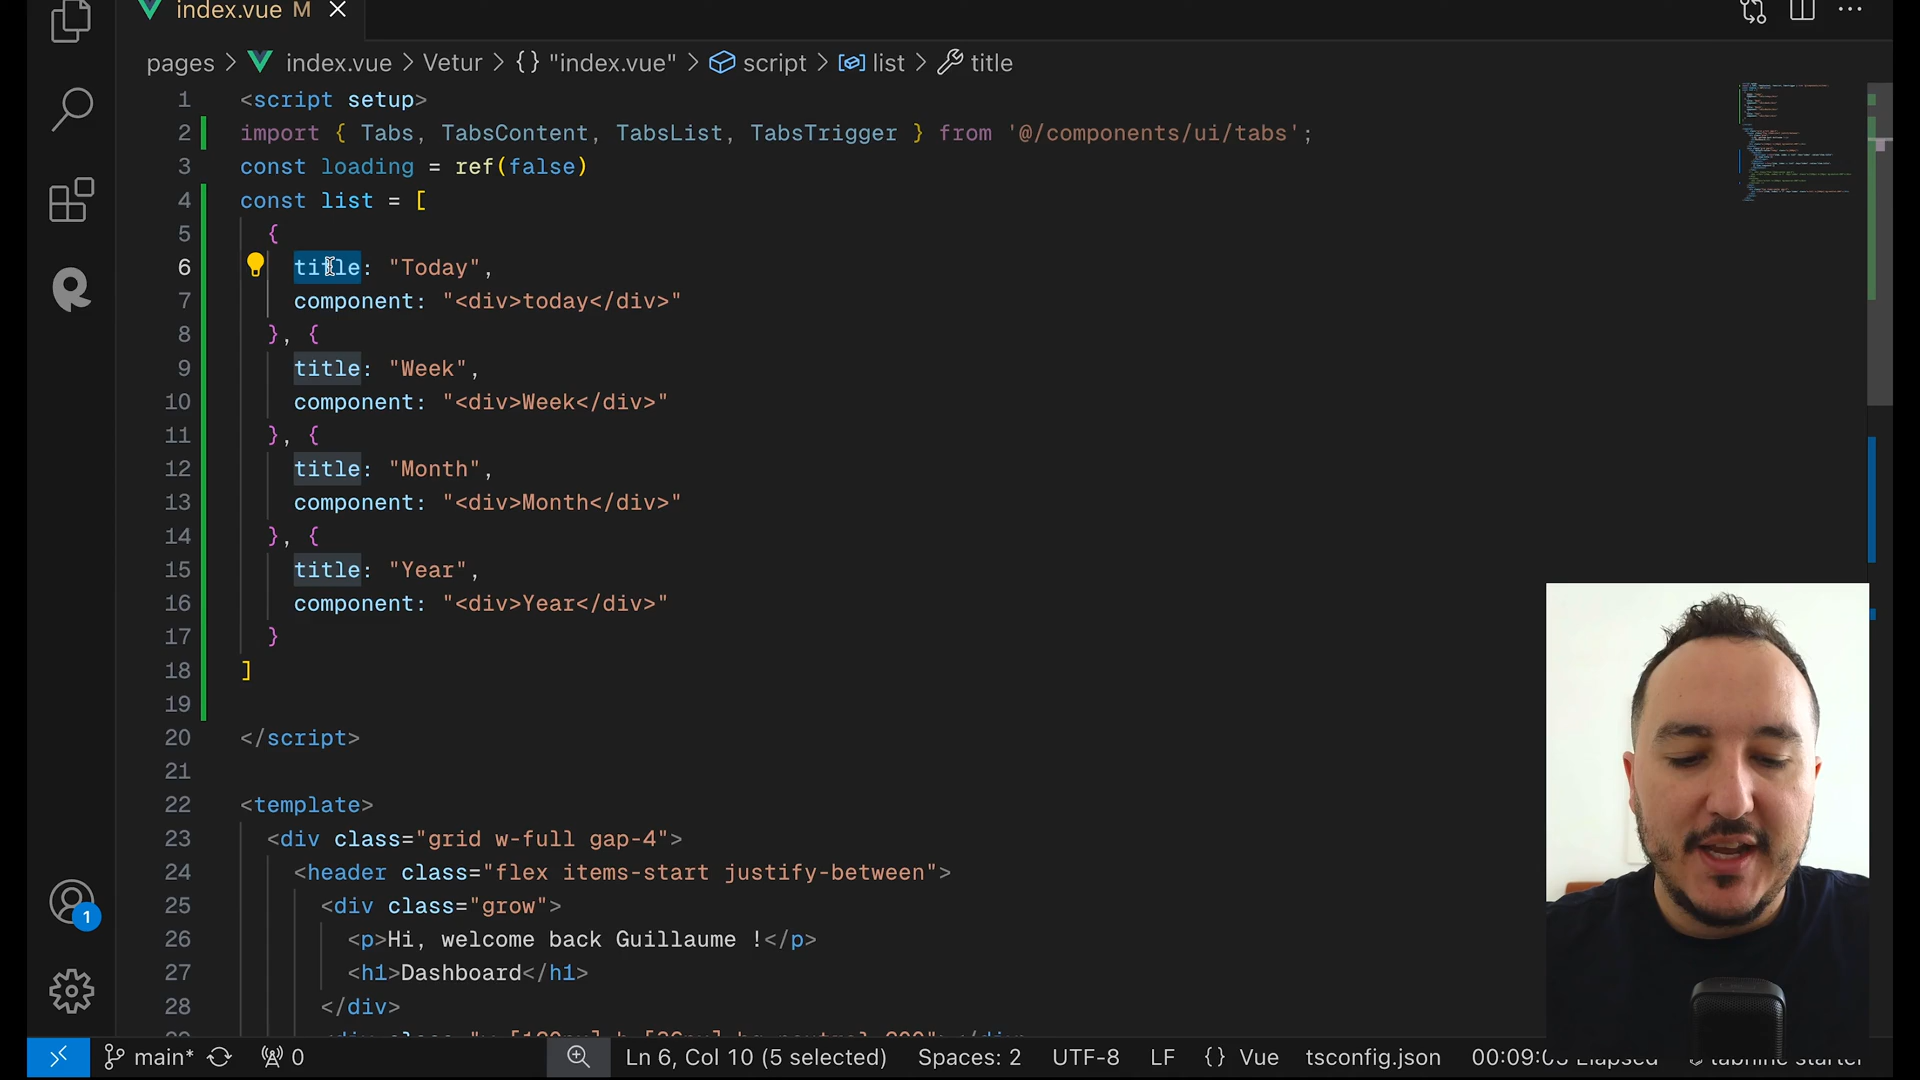 index.vue M
pages > index.vue > Vetur > {} "index.vue" > script > list > title
1 <script setup>
2 import { Tabs, TabsContent, TabsList, TabsTrigger } from '@/components/ui/tabs';
3 const loading = ref(false)
4 const list = [
5 {
6 title: "Today",
7 component: "<div>today</div>"
8 }, {
9 title: "Week",
10 component: "<div>Week</div>"
11 }, {
12 title: "Month",
13 component: "<div>Month</div>"
14 }, {
15 title: "Year",
16 component: "<div>Year</div>"
17 }
18 ]
19
20 </script>
21
22 <template>
23 <div class="grid w-full gap-4">
24 <header class="flex items-start justify-between">
25 <div class="grow">
26 <p>Hi, welcome back Guillaume !</p>
27 <h1>Dashboard</h1>
28 </div>
1
main* 0 Ln 6, Col 10 (5 selected) Spaces: 2 UTF-8 LF {} Vue tsconfig.json